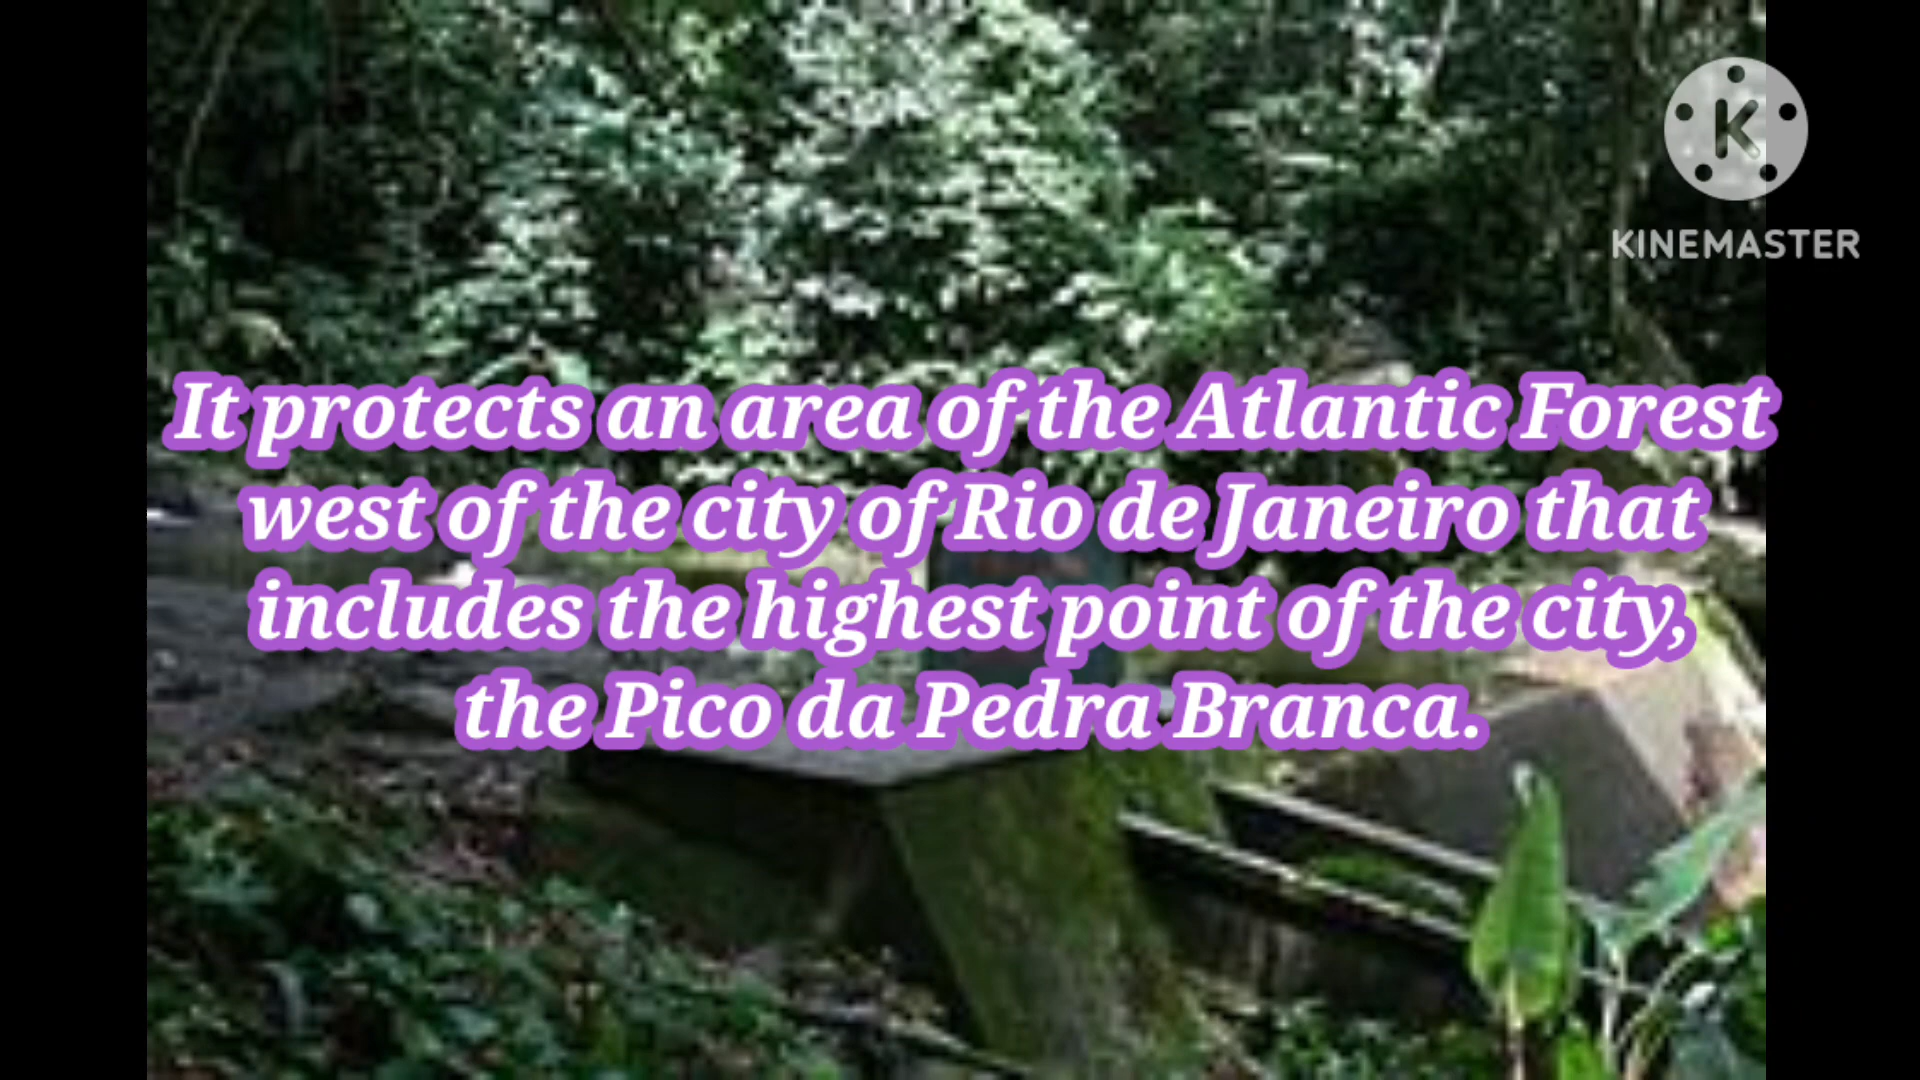 K
KINEMASTER
It protects an area of the Atlantic Forest
west of the city of Rio de Janeiro that
includes the highest point of the city,
the Pico da Pedra Branca.